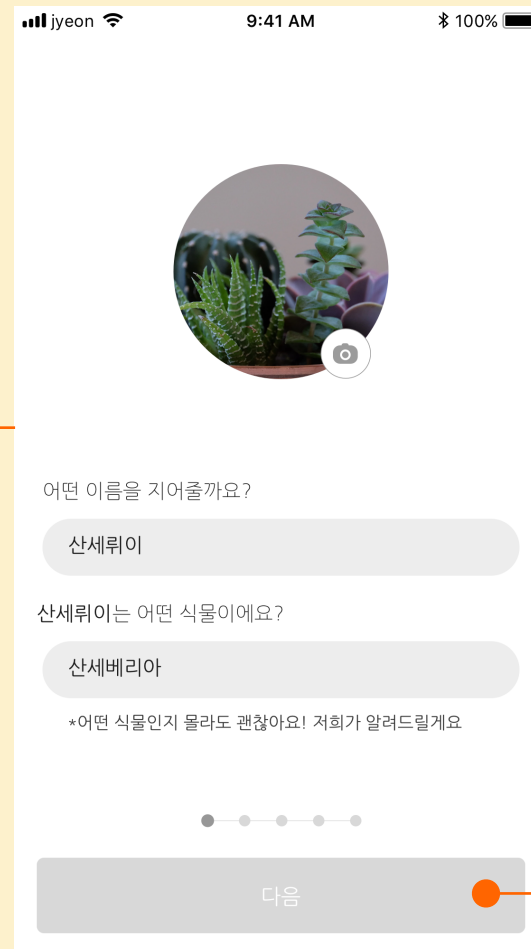 jyeon 9:41 AM 100%
어떤 이름을 지어줄까요?
산세뤼이
산세뤼이는 어떤 식물이에요?
산세베리아
*어떤 식물인지 몰라도 괜찮아요! 저희가 알려드릴게요
다음